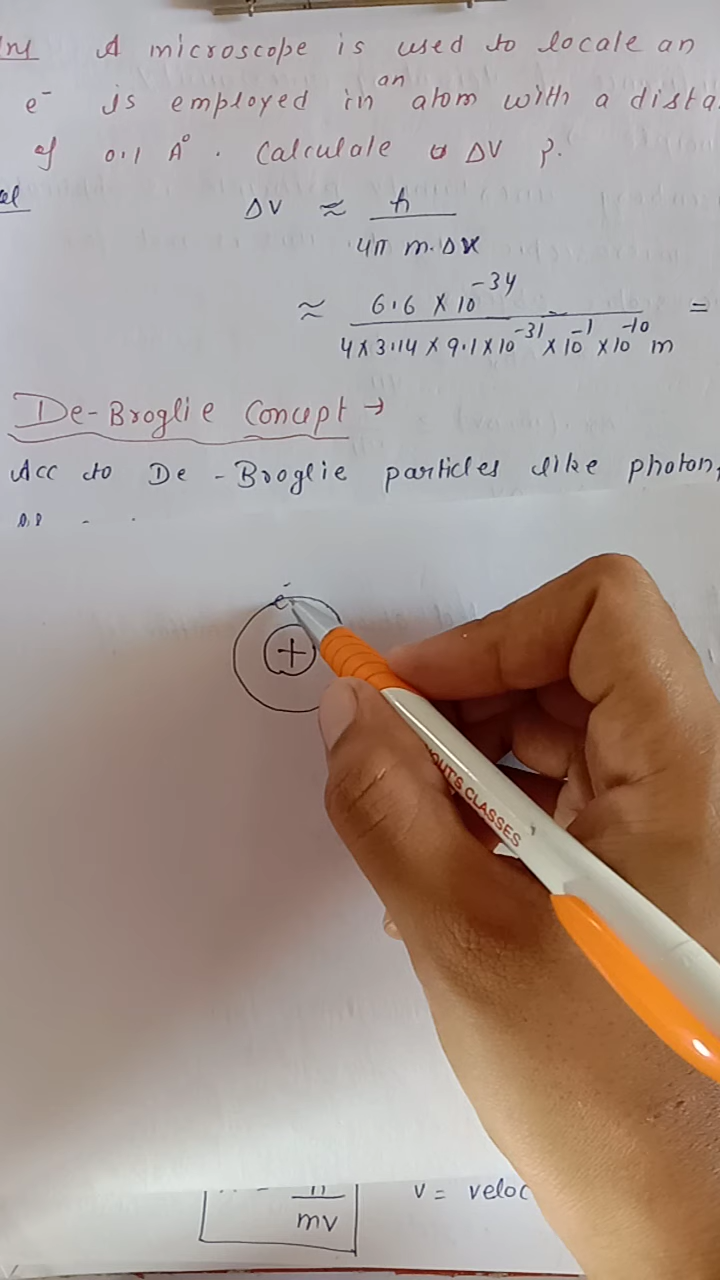 A microscope is used to locale an
e⁻ is employed in an atom with a dista
of 0.1 A° . Calculate ΔV ?.
ΔV ≈ ħ / 4π m.Δx
≈ 6.6 × 10⁻³⁴ / 4×3.14×9.1×10⁻³¹×10⁻¹×10⁻¹⁰ m =
De-Broglie Concept →
Acc to De-Broglie particles like photon,
e⁻
+
OUT'S CLASSES
mv
V = veloc